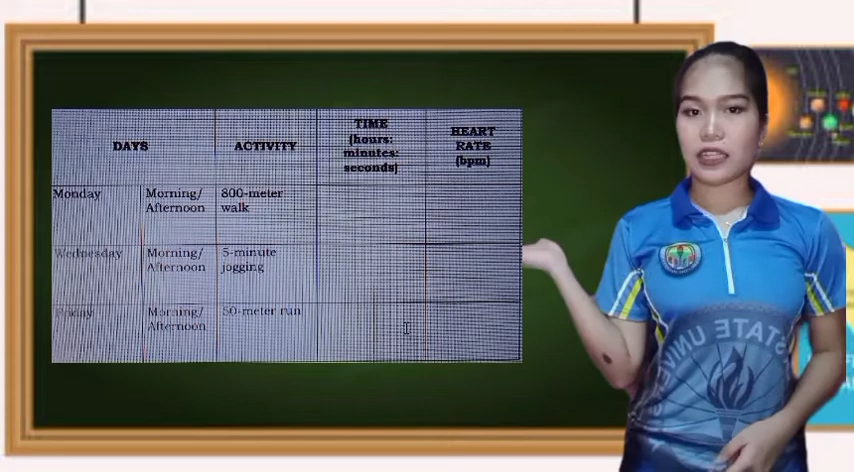 DAYS
ACTIVITY
TIME
(hours:
minutes:
seconds)
HEART
RATE
(bpm)
Monday
Morning/
Afternoon
800-meter
walk
Wednesday
Morning/
Afternoon
5-minute
jogging
Friday
Morning/
Afternoon
50-meter run
STATE UNIVERS